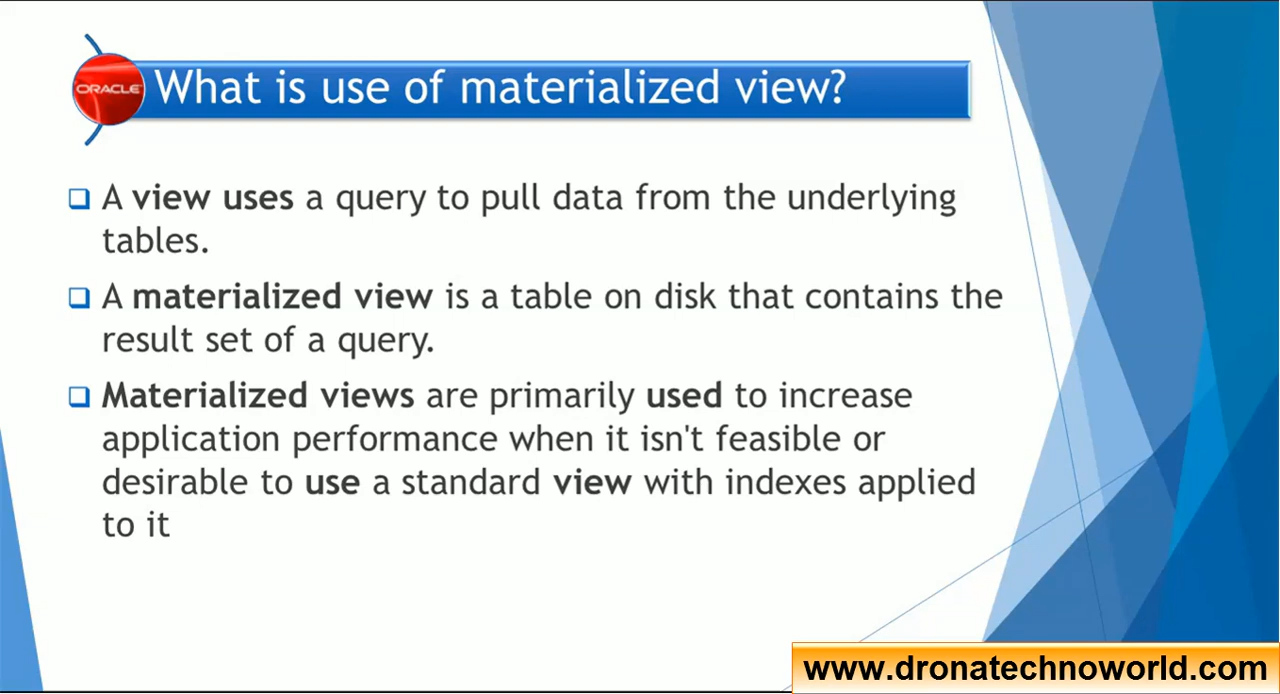 ORACLE
What is use of materialized view?
A view uses a query to pull data from the underlying
tables.
A materialized view is a table on disk that contains the
result set of a query.
Materialized views are primarily used to increase
application performance when it isn't feasible or
desirable to use a standard view with indexes applied
to it
www.dronatechnoworld.com